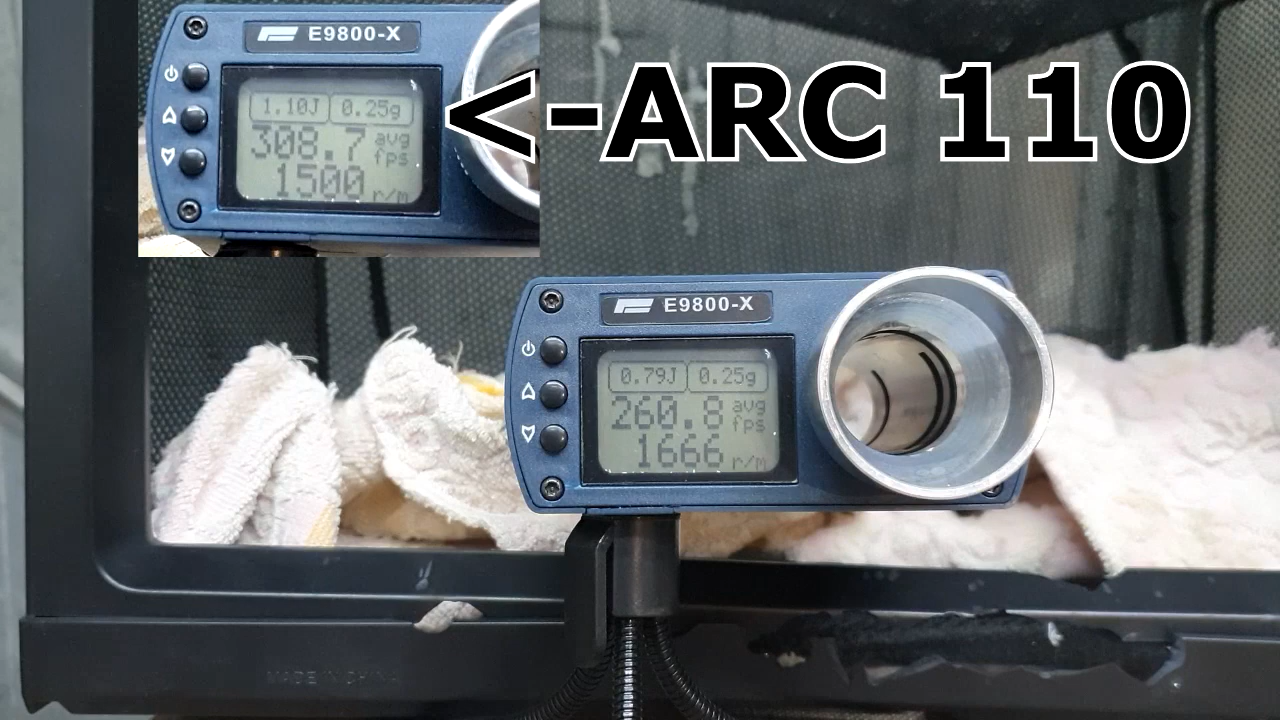 E9800-X
1.10J 0.25g
308.7 avg fps
1500 r/m
<-ARC 110
E9800-X
0.79J 0.25g
260.8 avg fps
1666 r/m
MADE IN CHINA